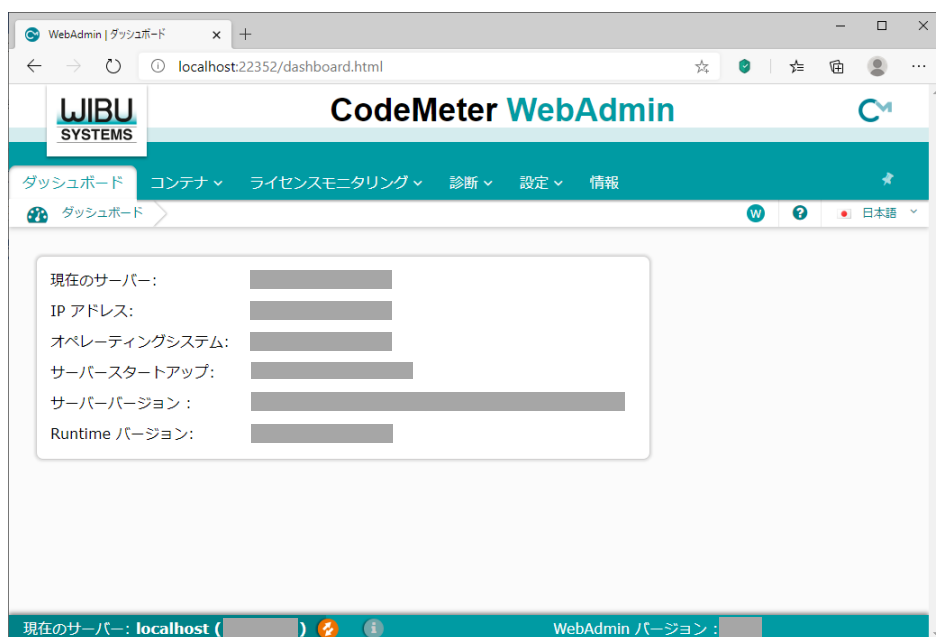 WebAdmin | ダッシュボード
localhost:22352/dashboard.html
WIBU
SYSTEMS
CodeMeter WebAdmin
CM
ダッシュボード コンテナ ライセンスモニタリング 診断 設定 情報
ダッシュボード W ? 日本語
現在のサーバー:
IP アドレス:
オペレーティングシステム:
サーバースタートアップ:
サーバーバージョン :
Runtime バージョン:
現在のサーバー: localhost ( ) i WebAdmin バージョン :